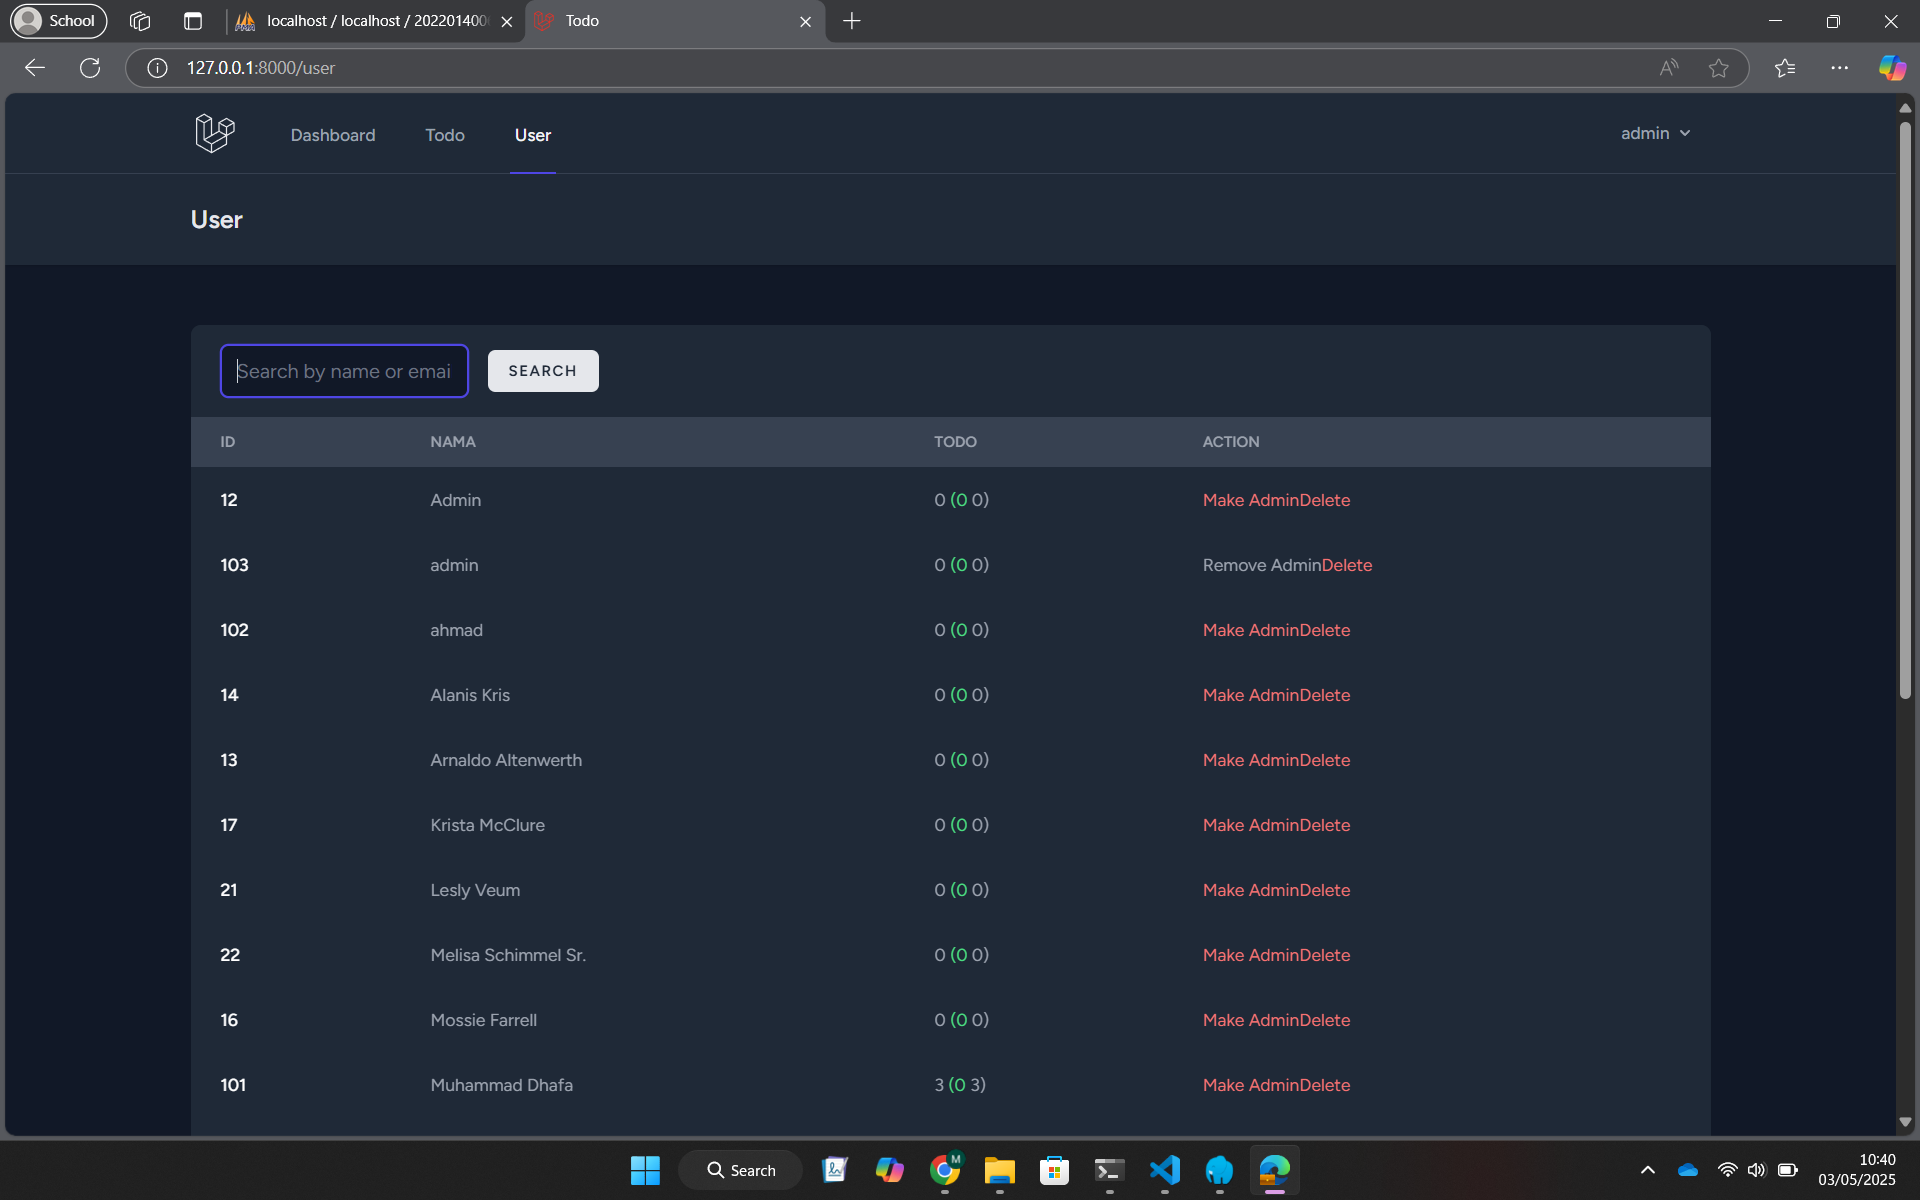 School
localhost / localhost / 202201400
Todo
127.0.0.1:8000/user
Dashboard
Todo
User
admin
User
Search by name or emai
SEARCH
ID NAMA TODO ACTION
12 Admin 0 (0 0) Make AdminDelete
103 admin 0 (0 0) Remove AdminDelete
102 ahmad 0 (0 0) Make AdminDelete
14 Alanis Kris 0 (0 0) Make AdminDelete
13 Arnaldo Altenwerth 0 (0 0) Make AdminDelete
17 Krista McClure 0 (0 0) Make AdminDelete
21 Lesly Veum 0 (0 0) Make AdminDelete
22 Melisa Schimmel Sr. 0 (0 0) Make AdminDelete
16 Mossie Farrell 0 (0 0) Make AdminDelete
101 Muhammad Dhafa 3 (0 3) Make AdminDelete
Search
M
10:40
03/05/2025